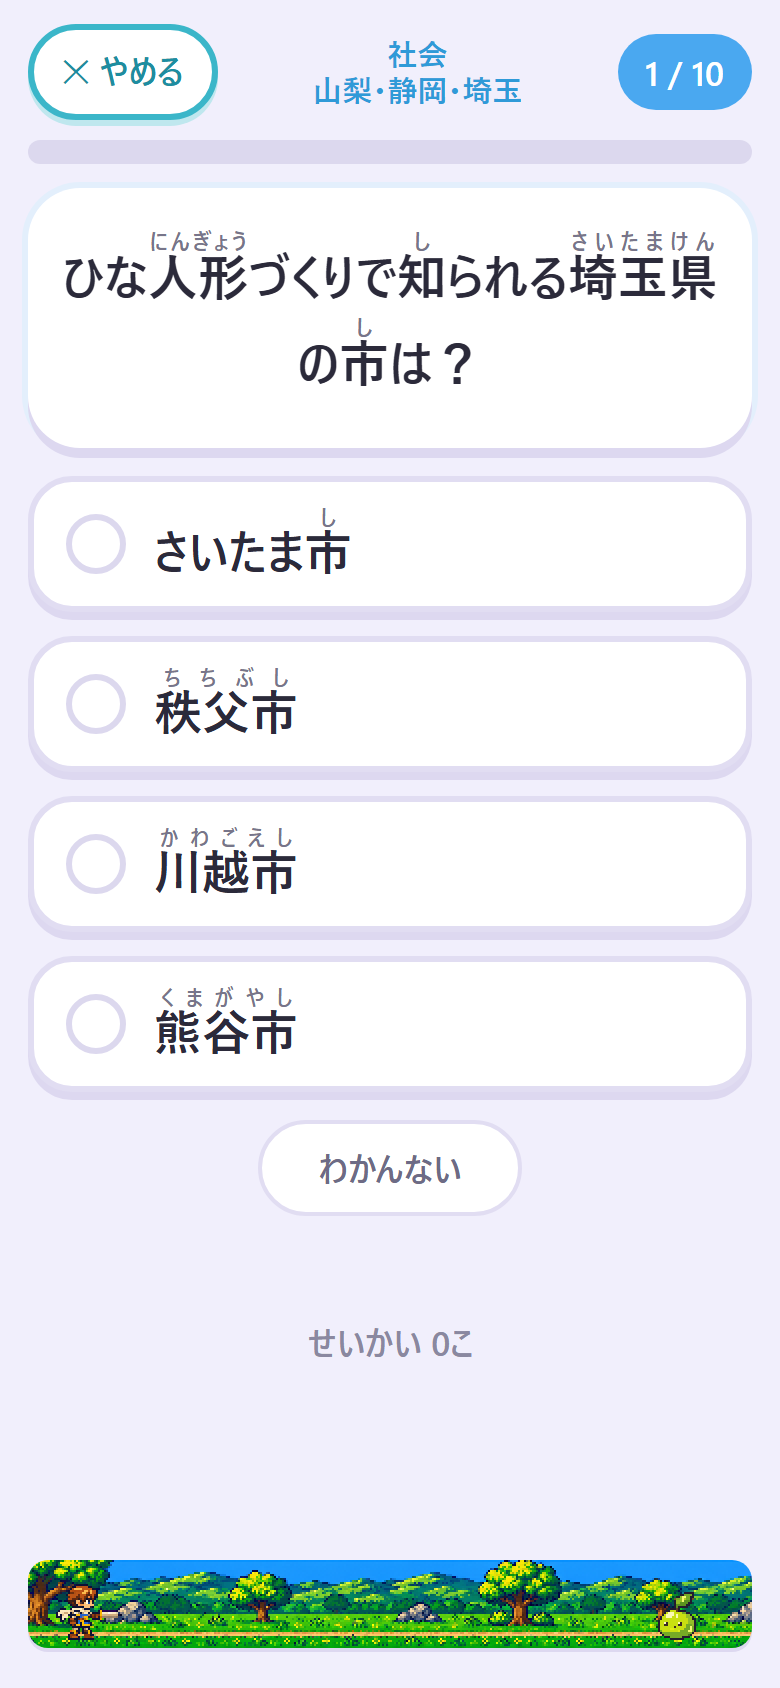 × やめる
社会
山梨・静岡・埼玉
1 / 10
にんぎょう し さいたまけん
ひな人形づくりで知られる埼玉県
し
の市は？
し
さいたま市
ちちぶし
秩父市
かわごえし
川越市
くまがやし
熊谷市
わかんない
せいかい 0こ